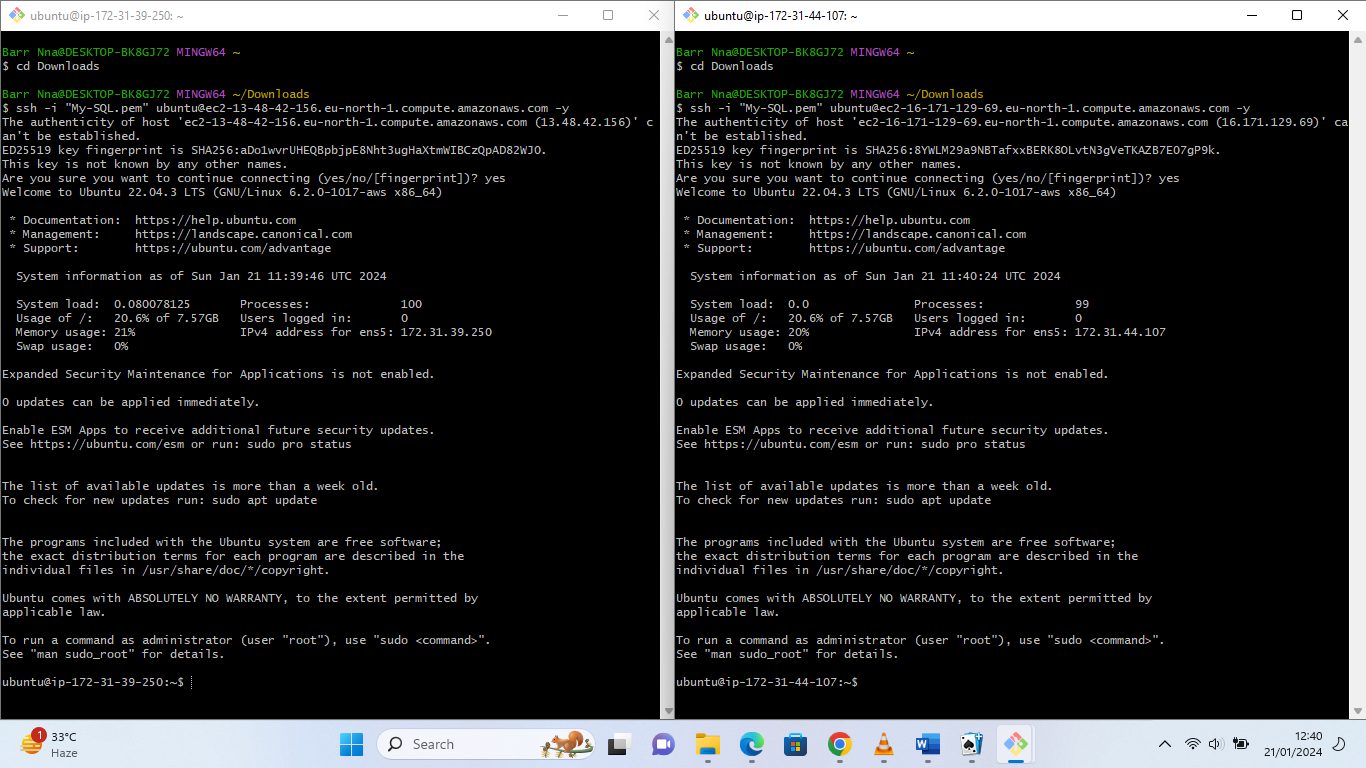 ubuntu@ip-172-31-39-250: ~
Barr Nna@DESKTOP-BK8GJ72 MINGW64 ~
$ cd Downloads
Barr Nna@DESKTOP-BK8GJ72 MINGW64 ~/Downloads
$ ssh -i "My-SQL.pem" ubuntu@ec2-13-48-42-156.eu-north-1.compute.amazonaws.com -y
The authenticity of host 'ec2-13-48-42-156.eu-north-1.compute.amazonaws.com (13.48.42.156)' c
an't be established.
ED25519 key fingerprint is SHA256:aDo1wvrUHEQBpbjpE8Nht3ugHaXtmWIBCzQpAD82WJO.
This key is not known by any other names.
Are you sure you want to continue connecting (yes/no/[fingerprint])? yes
Welcome to Ubuntu 22.04.3 LTS (GNU/Linux 6.2.0-1017-aws x86_64)
* Documentation:  https://help.ubuntu.com
* Management:     https://landscape.canonical.com
* Support:        https://ubuntu.com/advantage
System information as of Sun Jan 21 11:39:46 UTC 2024
System load:  0.080078125       Processes:             100
Usage of /:   20.6% of 7.57GB   Users logged in:       0
Memory usage: 21%               IPv4 address for ens5: 172.31.39.250
Swap usage:   0%
Expanded Security Maintenance for Applications is not enabled.
0 updates can be applied immediately.
Enable ESM Apps to receive additional future security updates.
See https://ubuntu.com/esm or run: sudo pro status
The list of available updates is more than a week old.
To check for new updates run: sudo apt update
The programs included with the Ubuntu system are free software;
the exact distribution terms for each program are described in the
individual files in /usr/share/doc/*/copyright.
Ubuntu comes with ABSOLUTELY NO WARRANTY, to the extent permitted by
applicable law.
To run a command as administrator (user "root"), use "sudo <command>".
See "man sudo_root" for details.
ubuntu@ip-172-31-39-250:~$
ubuntu@ip-172-31-44-107: ~
Barr Nna@DESKTOP-BK8GJ72 MINGW64 ~
$ cd Downloads
Barr Nna@DESKTOP-BK8GJ72 MINGW64 ~/Downloads
$ ssh -i "My-SQL.pem" ubuntu@ec2-16-171-129-69.eu-north-1.compute.amazonaws.com -y
The authenticity of host 'ec2-16-171-129-69.eu-north-1.compute.amazonaws.com (16.171.129.69)' ca
n't be established.
ED25519 key fingerprint is SHA256:8YWLM29a9NBTafxxBERK8OLvtN3gVeTKAZB7EO7gP9k.
This key is not known by any other names.
Are you sure you want to continue connecting (yes/no/[fingerprint])? yes
Welcome to Ubuntu 22.04.3 LTS (GNU/Linux 6.2.0-1017-aws x86_64)
* Documentation:  https://help.ubuntu.com
* Management:     https://landscape.canonical.com
* Support:        https://ubuntu.com/advantage
System information as of Sun Jan 21 11:40:24 UTC 2024
System load:  0.0               Processes:             99
Usage of /:   20.6% of 7.57GB   Users logged in:       0
Memory usage: 20%               IPv4 address for ens5: 172.31.44.107
Swap usage:   0%
Expanded Security Maintenance for Applications is not enabled.
0 updates can be applied immediately.
Enable ESM Apps to receive additional future security updates.
See https://ubuntu.com/esm or run: sudo pro status
The list of available updates is more than a week old.
To check for new updates run: sudo apt update
The programs included with the Ubuntu system are free software;
the exact distribution terms for each program are described in the
individual files in /usr/share/doc/*/copyright.
Ubuntu comes with ABSOLUTELY NO WARRANTY, to the extent permitted by
applicable law.
To run a command as administrator (user "root"), use "sudo <command>".
See "man sudo_root" for details.
ubuntu@ip-172-31-44-107:~$
1
33°C
Haze
Search
W
12:40
21/01/2024